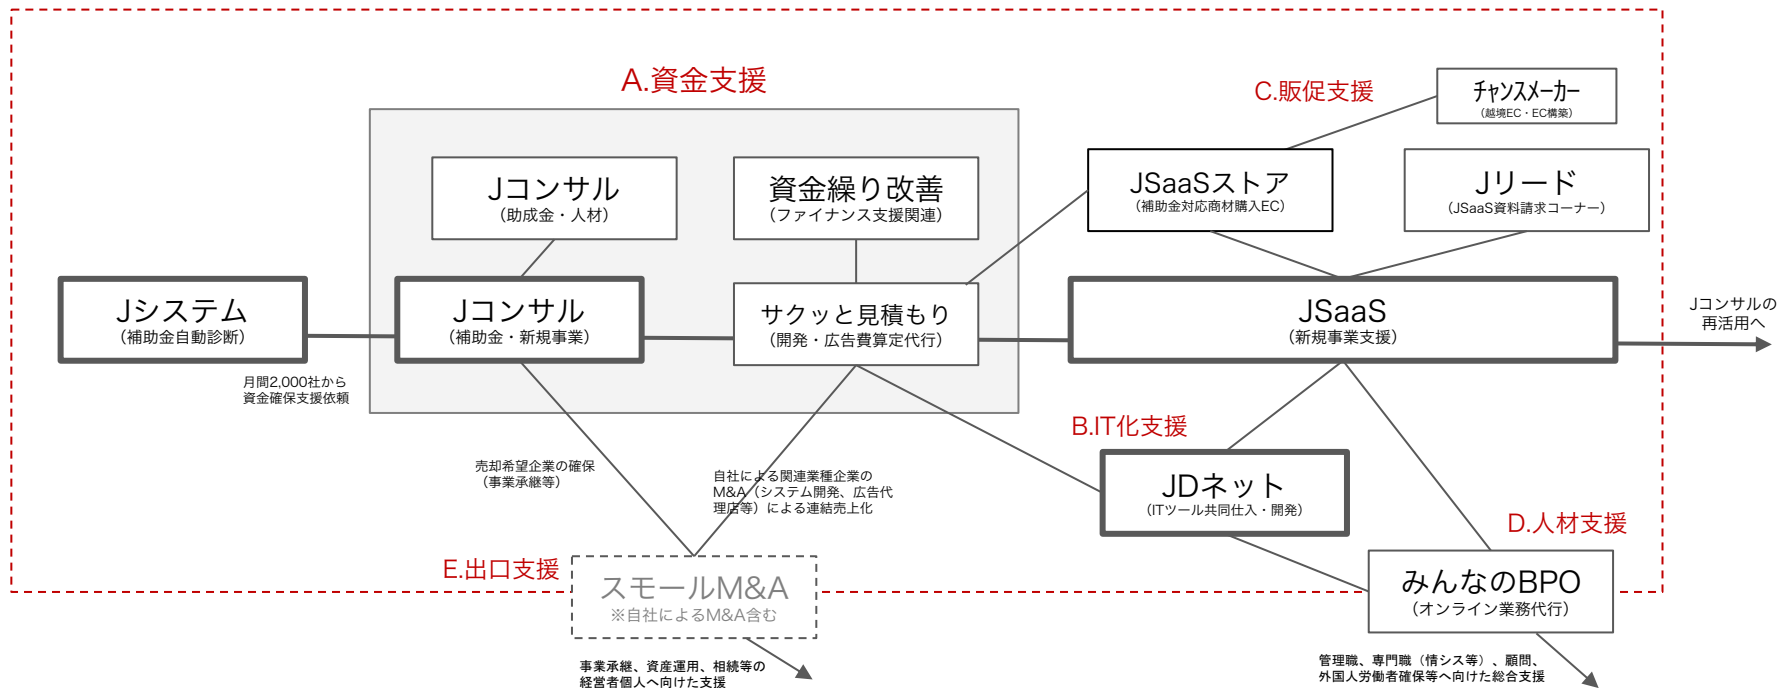 A.資金支援
C.販促支援
チャンスメーカー
（越境EC・EC構築）
Jコンサル
（助成金・人材）
資金繰り改善
（ファイナンス支援関連）
JSaaSストア
（補助金対応商材購入EC）
Jリード
（JSaaS資料請求コーナー）
Jシステム
（補助金自動診断）
Jコンサル
（補助金・新規事業）
サクッと見積もり
（開発・広告費算定代行）
JSaaS
（新規事業支援）
Jコンサルの
再活用へ
月間2,000社から
資金確保支援依頼
B.IT化支援
売却希望企業の確保
（事業承継等）
自社による関連業種企業の
M&A（システム開発、広告代
理店等）による連結売上化
JDネット
（ITツール共同仕入・開発）
D.人材支援
E.出口支援
スモールM&A
※自社によるM&A含む
みんなのBPO
（オンライン業務代行）
事業承継、資産運用、相続等の
経営者個人へ向けた支援
管理職、専門職（情シス等）、顧問、
外国人労働者確保等へ向けた総合支援